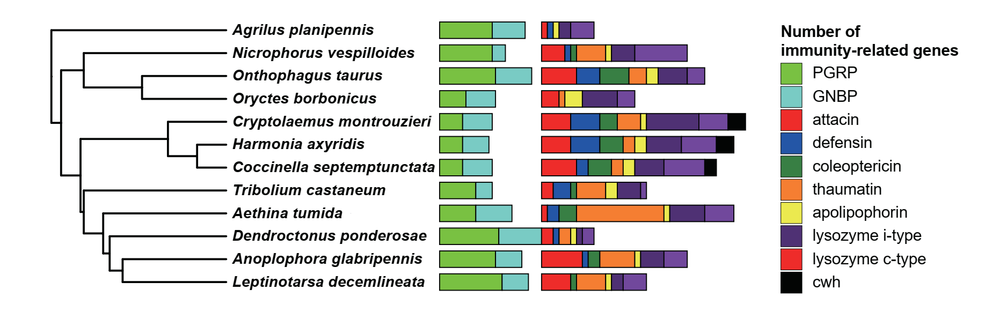 Agrilus planipennis
Nicrophorus vespilloides
Onthophagus taurus
Oryctes borbonicus
Cryptolaemus montrouzieri
Harmonia axyridis
Coccinella septemptunctata
Tribolium castaneum
Aethina tumida
Dendroctonus ponderosae
Anoplophora glabripennis
Leptinotarsa decemlineata
Number of
immunity-related genes
PGRP
GNBP
attacin
defensin
coleoptericin
thaumatin
apolipophorin
lysozyme i-type
lysozyme c-type
cwh